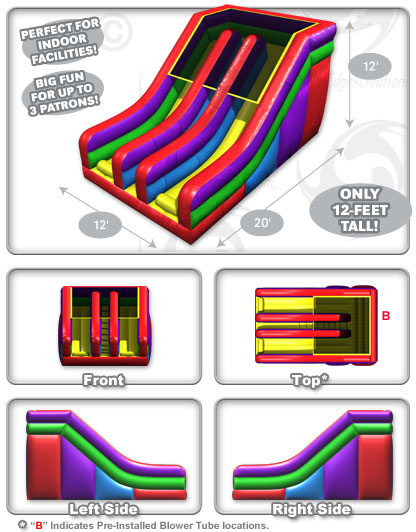 PERFECT FOR
INDOOR
FACILITIES!
©
BIG FUN
FOR UP TO
3 PATRONS!
12'
ONLY
12-FEET
TALL!
12'
20'
B
Front
Top*
Left Side
Right Side
* "B" Indicates Pre-Installed Blower Tube locations.